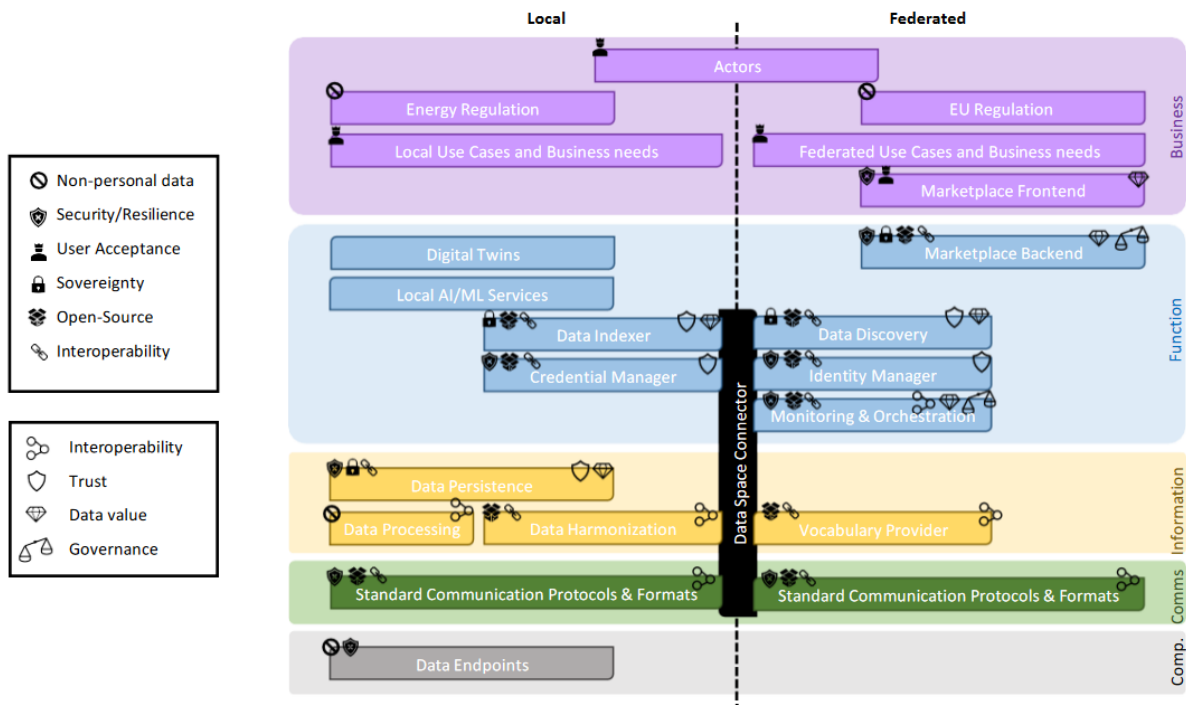 Local
Federated
Actors
Energy Regulation
EU Regulation
Local Use Cases and Business needs
Federated Use Cases and Business needs
Marketplace Frontend
Business
Non-personal data
Security/Resilience
User Acceptance
Sovereignty
Open-Source
Interoperability
Digital Twins
Marketplace Backend
Local AI/ML Services
Data Indexer
Data Discovery
Credential Manager
Identity Manager
Monitoring & Orchestration
Function
Data Space Connector
Interoperability
Trust
Data value
Governance
Data Persistence
Data Processing
Data Harmonization
Vocabulary Provider
Information
Standard Communication Protocols & Formats
Standard Communication Protocols & Formats
Comms
Data Endpoints
Comp.